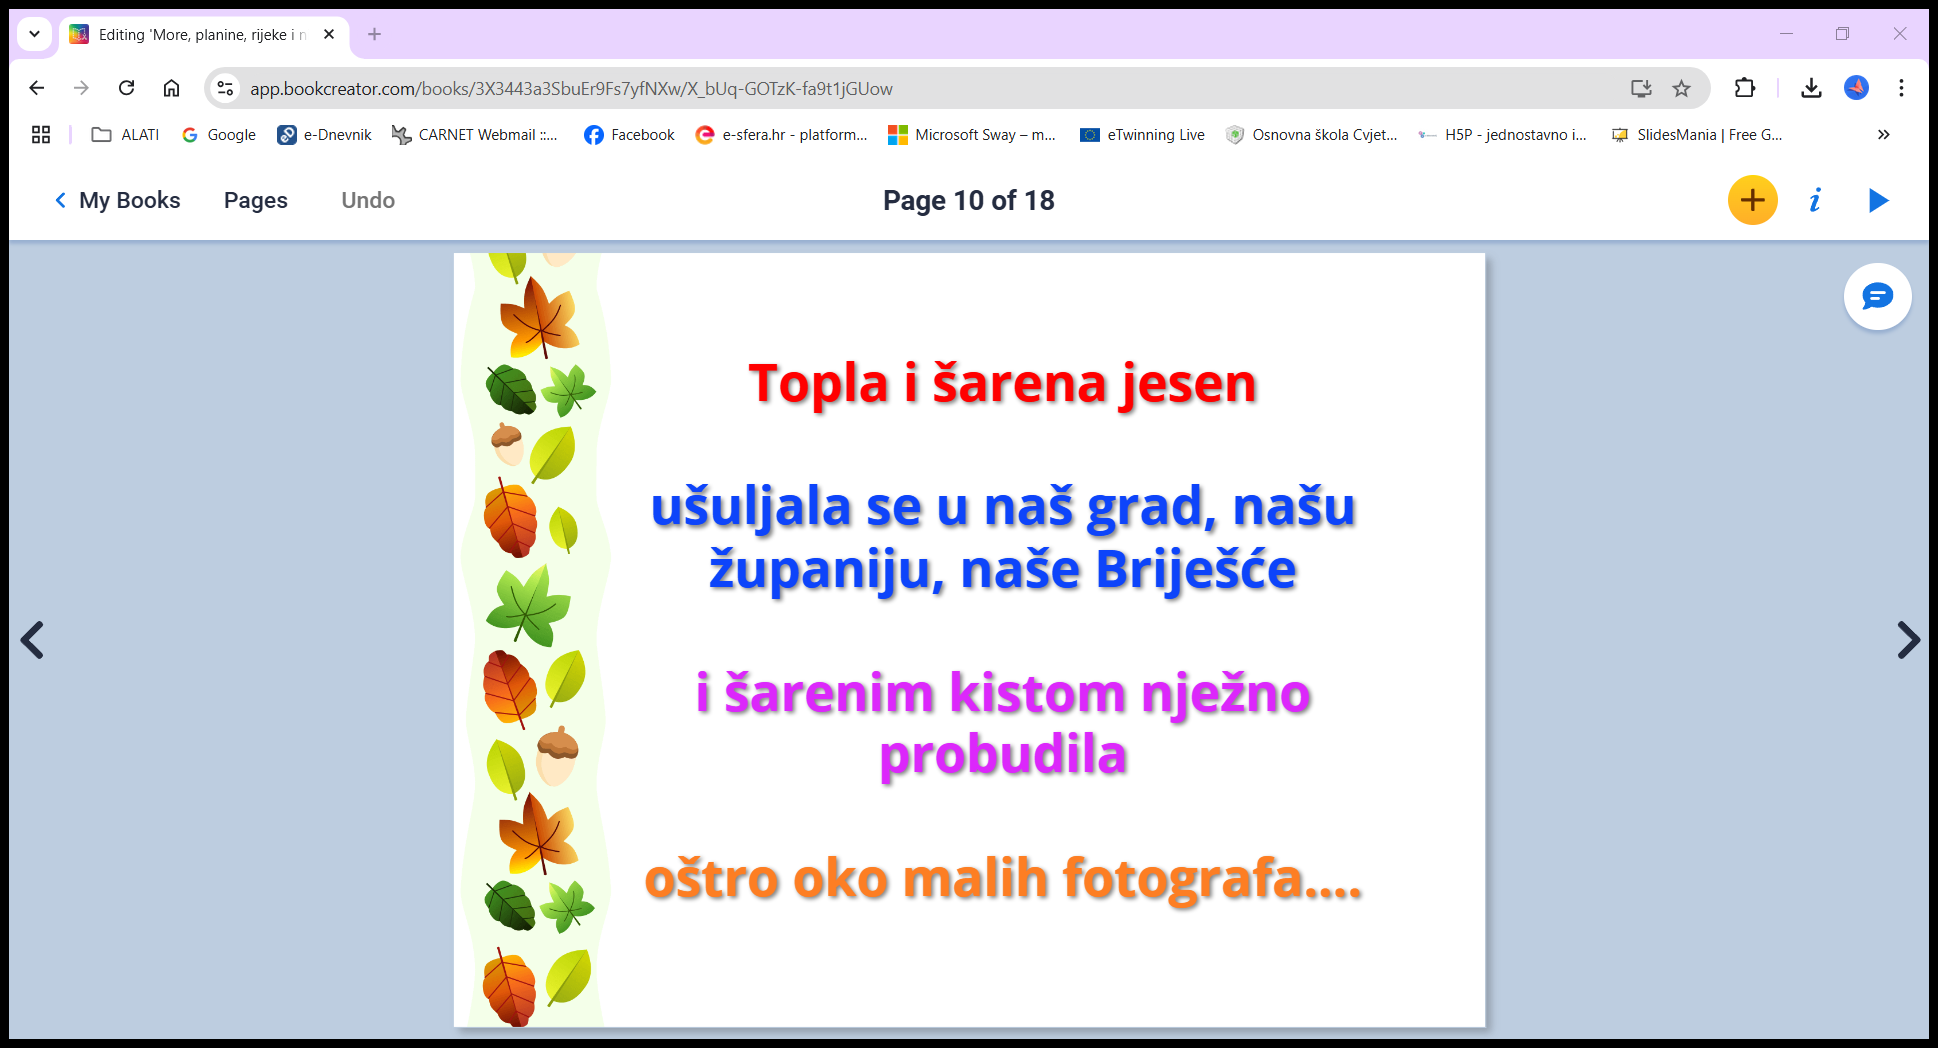 Editing 'More, planine, rijeke i n
app.bookcreator.com/books/3X3443a3SbuEr9Fs7yfNXw/X_bUq-GOTzK-fa9t1jGUow
ALATI Google e-Dnevnik CARNET Webmail ::... Facebook e-sfera.hr - platform... Microsoft Sway – m... eTwinning Live Osnovna škola Cvjet... H5P - jednostavno i... SlidesMania | Free G...
My Books Pages Undo Page 10 of 18
Topla i šarena jesen
ušuljala se u naš grad, našu
županiju, naše Briješće
i šarenim kistom nježno
probudila
oštro oko malih fotografa....